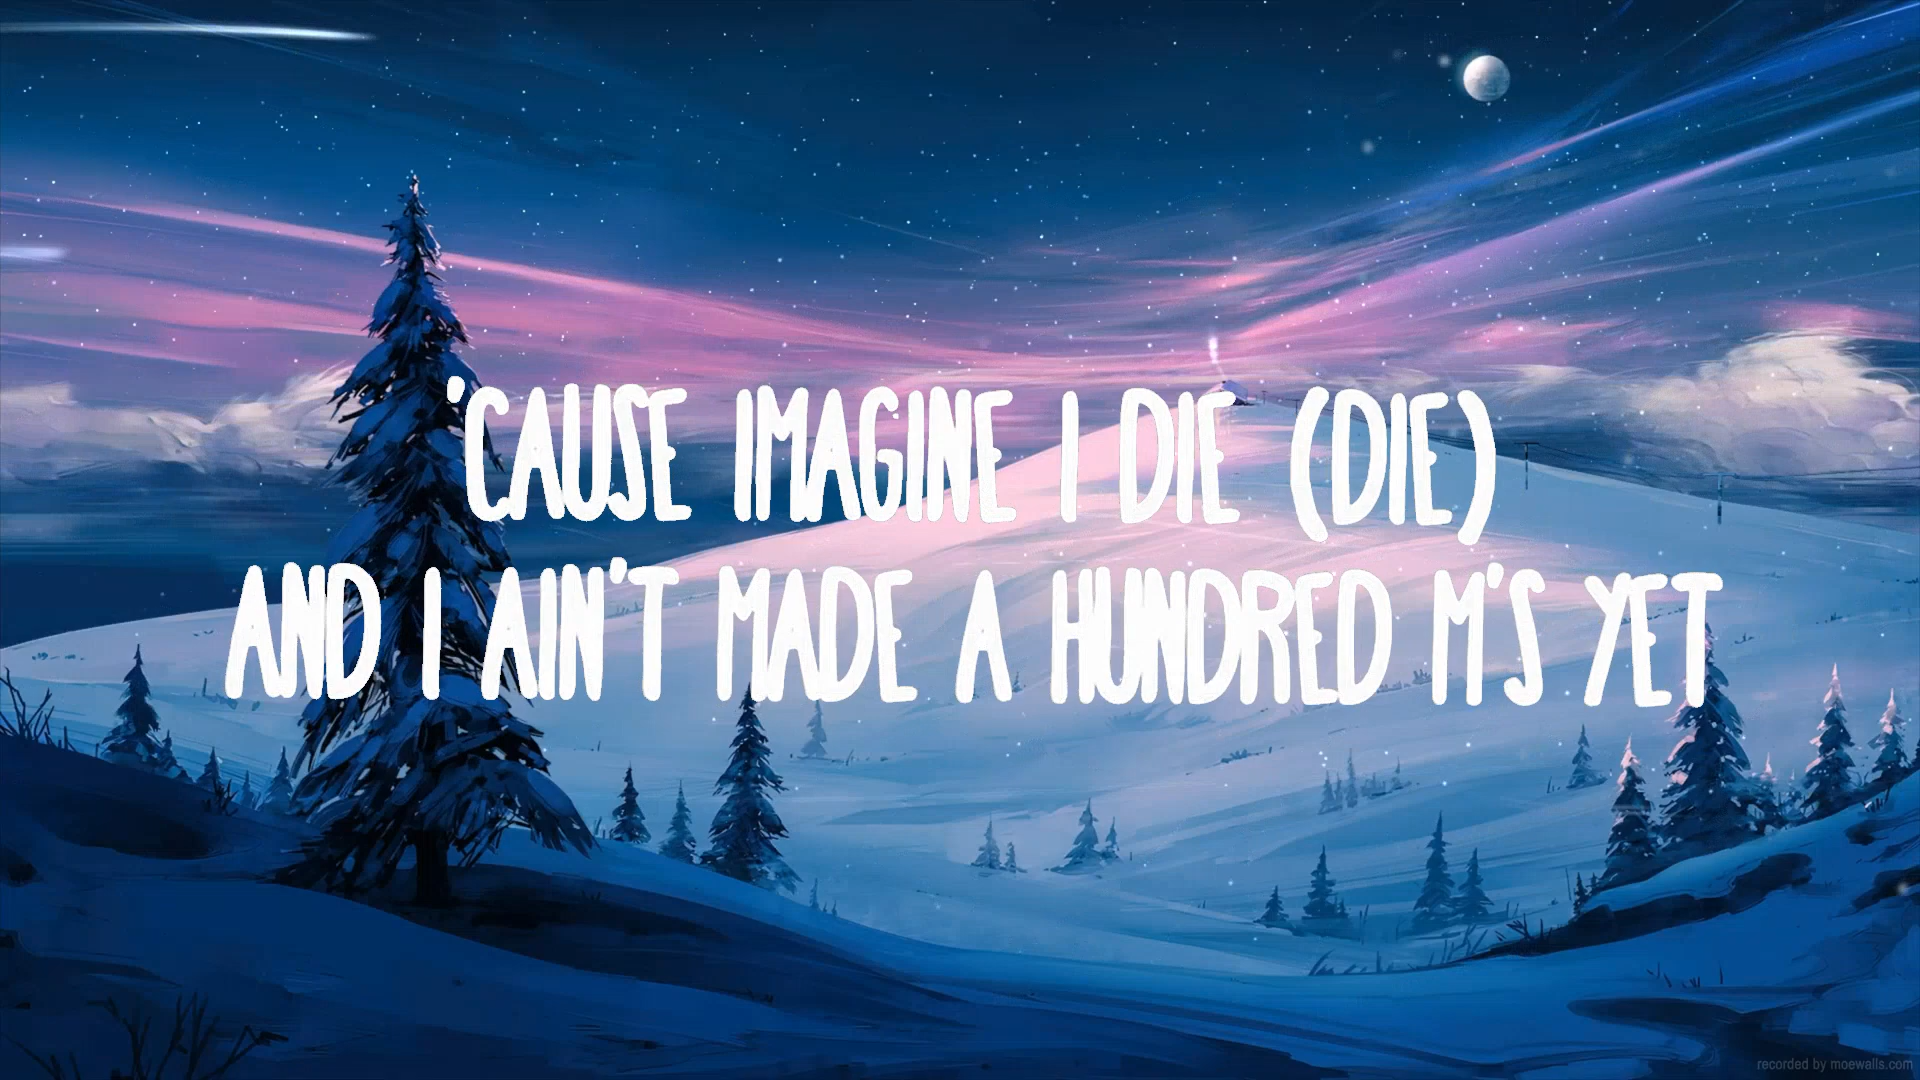 'CAUSE IMAGINE I DIE (DIE)
AND I AIN'T MADE A HUNDRED M'S YET
recorded by moewalls.com